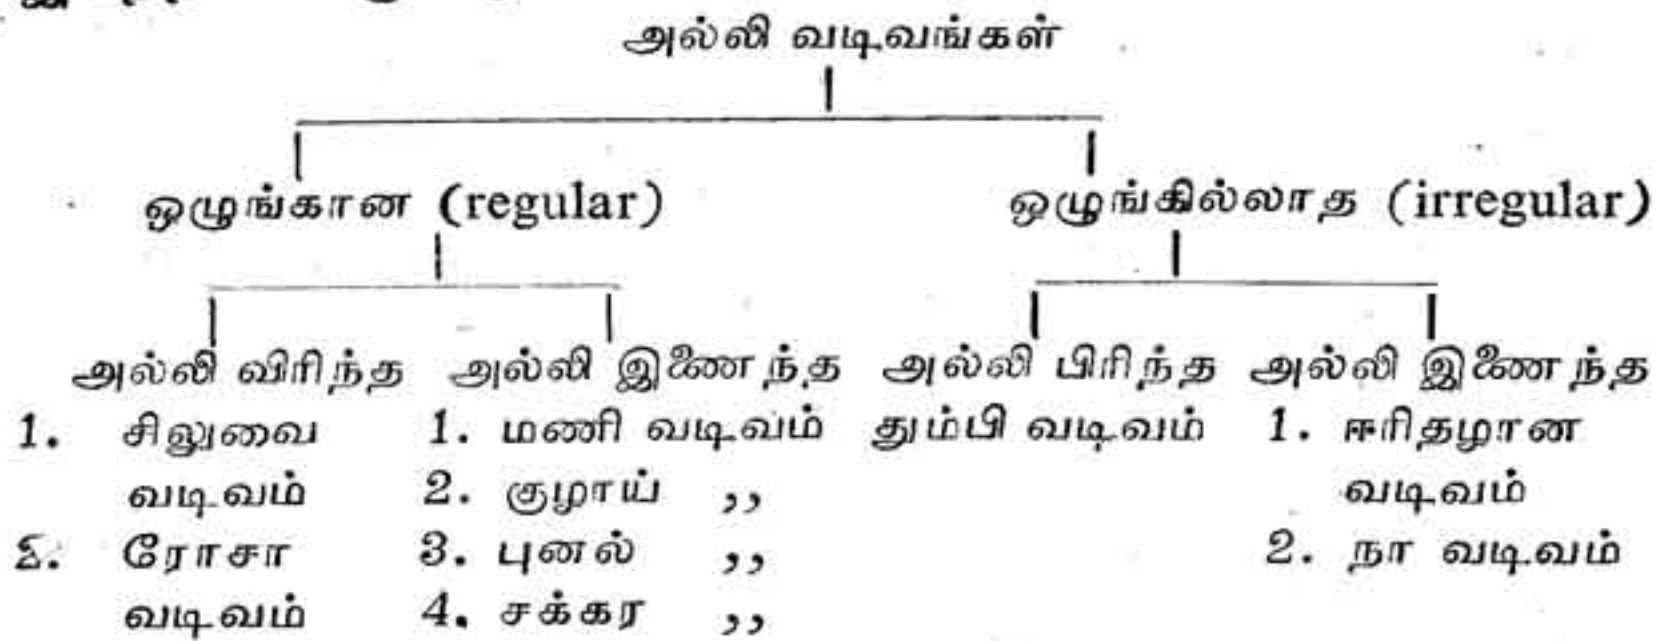 அல்லி வடிவங்கள்
ஒழுங்கான (regular) ஒழுங்கில்லாத (irregular)
அல்லி விரிந்த அல்லி இணைந்த அல்லி பிரிந்த அல்லி இணைந்த
1. சிலுவை 1. மணி வடிவம் தும்பி வடிவம் 1. ஈரிதழான
வடிவம் 2. குழாய் ,, வடிவம்
2. ரோசா 3. புனல் ,, 2. நா வடிவம்
வடிவம் 4. சக்கர ,,